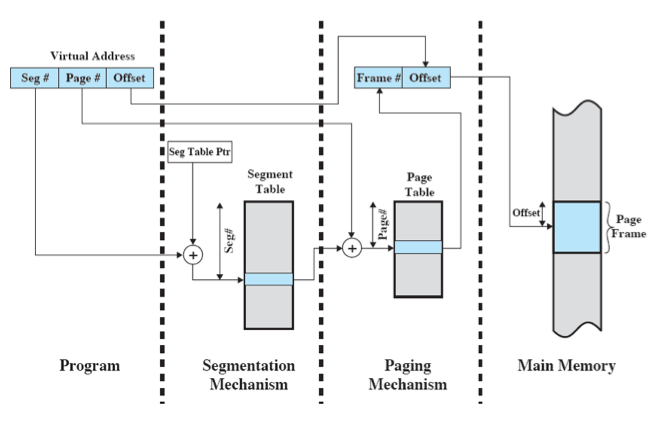 Virtual Address
Seg # Page # Offset
Frame # Offset
Seg Table Ptr
Segment
Table
Page
Table
Seg#
Page#
Offset
Page
Frame
+
+
Program
Segmentation
Mechanism
Paging
Mechanism
Main Memory